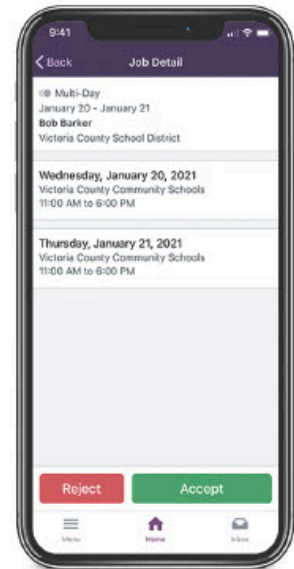 9:41
Back Job Detail
Multi-Day
January 20 - January 21
Bob Barker
Victoria County School District
Wednesday, January 20, 2021
Victoria County Community Schools
11:00 AM to 6:00 PM
Thursday, January 21, 2021
Victoria County Community Schools
11:00 AM to 6:00 PM
Reject Accept
Menu Home Inbox